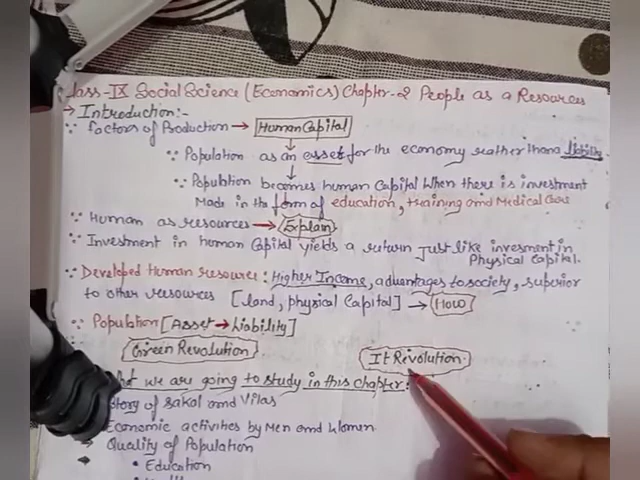 Class-IX Social Science (Economics) Chapter-2 People as a Resources
→ Introduction:-
∵ Factors of Production → Human Capital
∵ Population as an asset for the economy rather than a liability.
∵ Population becomes human Capital when there is investment
Made in the form of education, training and Medical Care
∵ Human as resources → Explain
∵ Investment in human Capital yields a return Just like invesment in
Physical Capital.
∵ Developed Human resource: Higher Income, advantages to society, superior
to other resources [land, physical Capital] → How
∵ Population [Asset → Liability]
Green Revolution It Revolution.
we are going to study in this chapter:
Story of Sakal and Vilas
Economic activities by Men and Women
Quality of Population
• Education